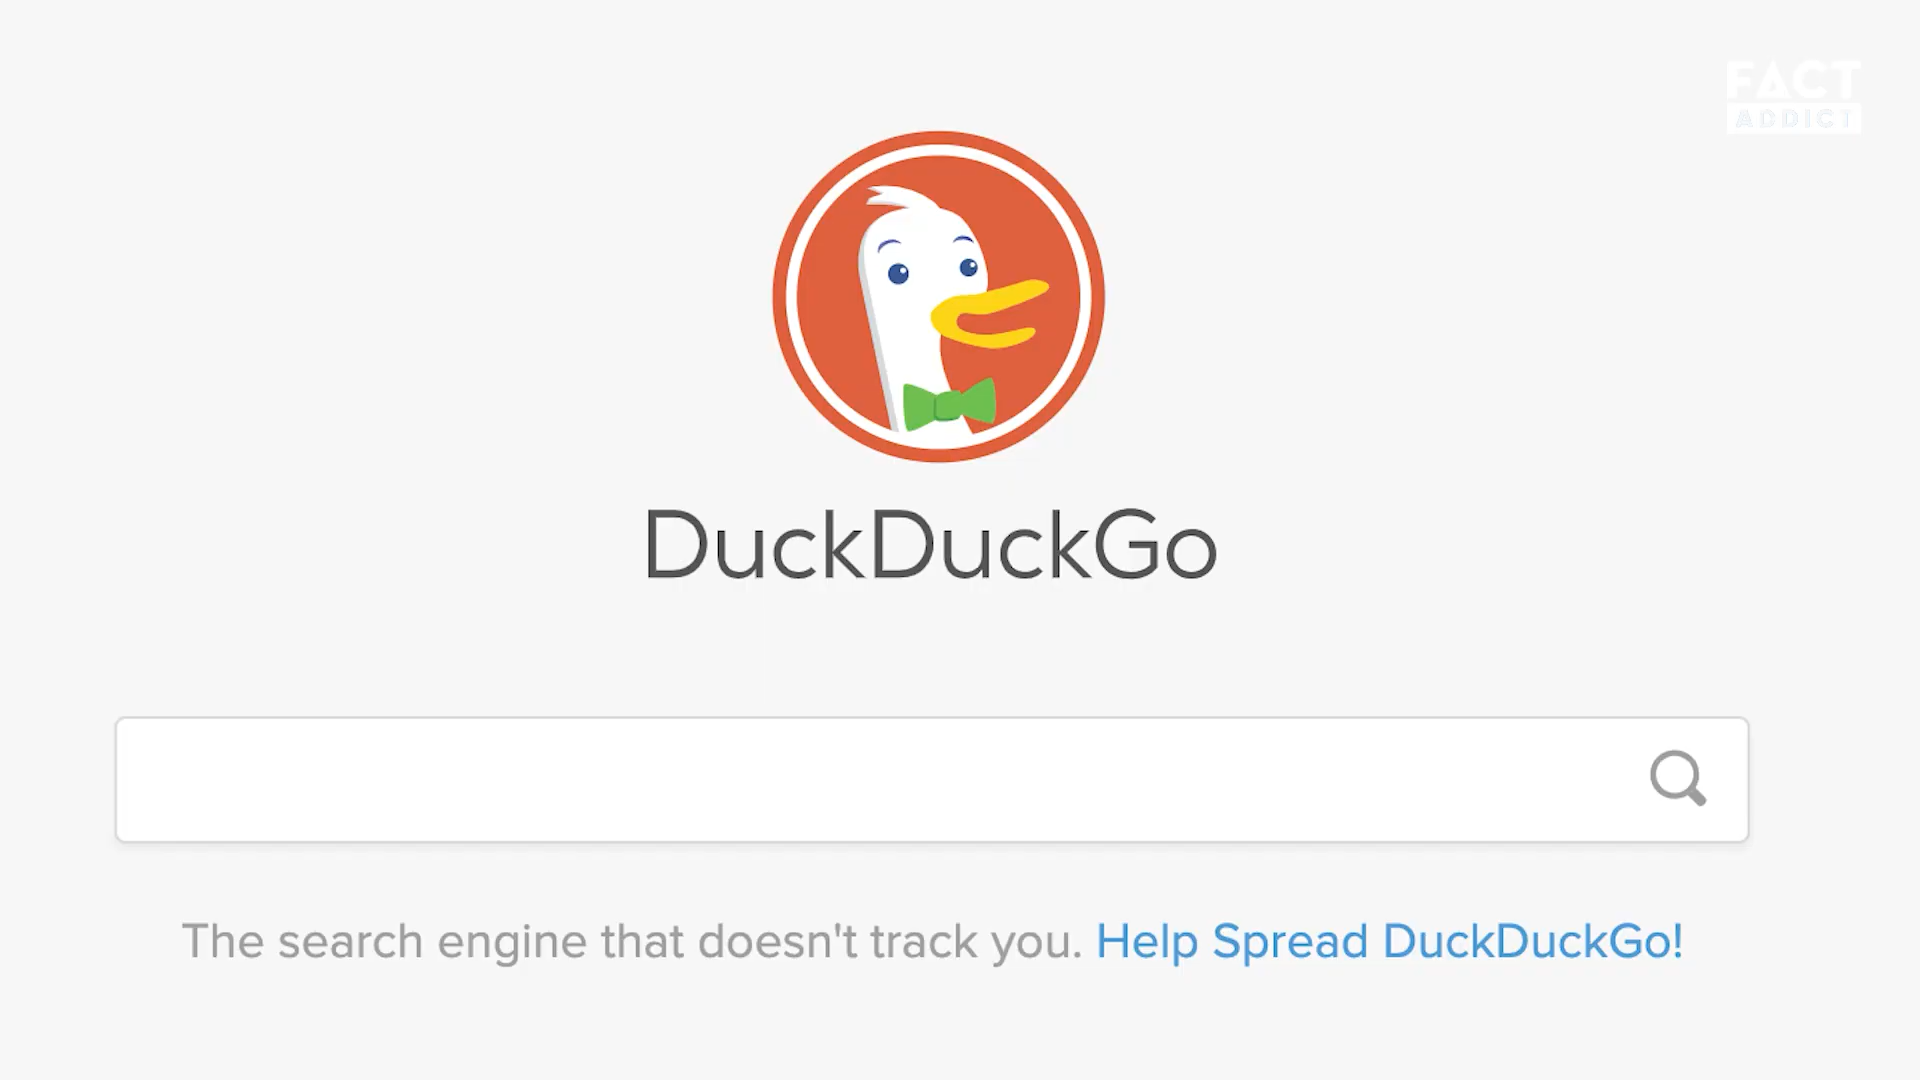 FACT
ADDICT
DuckDuckGo
The search engine that doesn't track you. Help Spread DuckDuckGo!